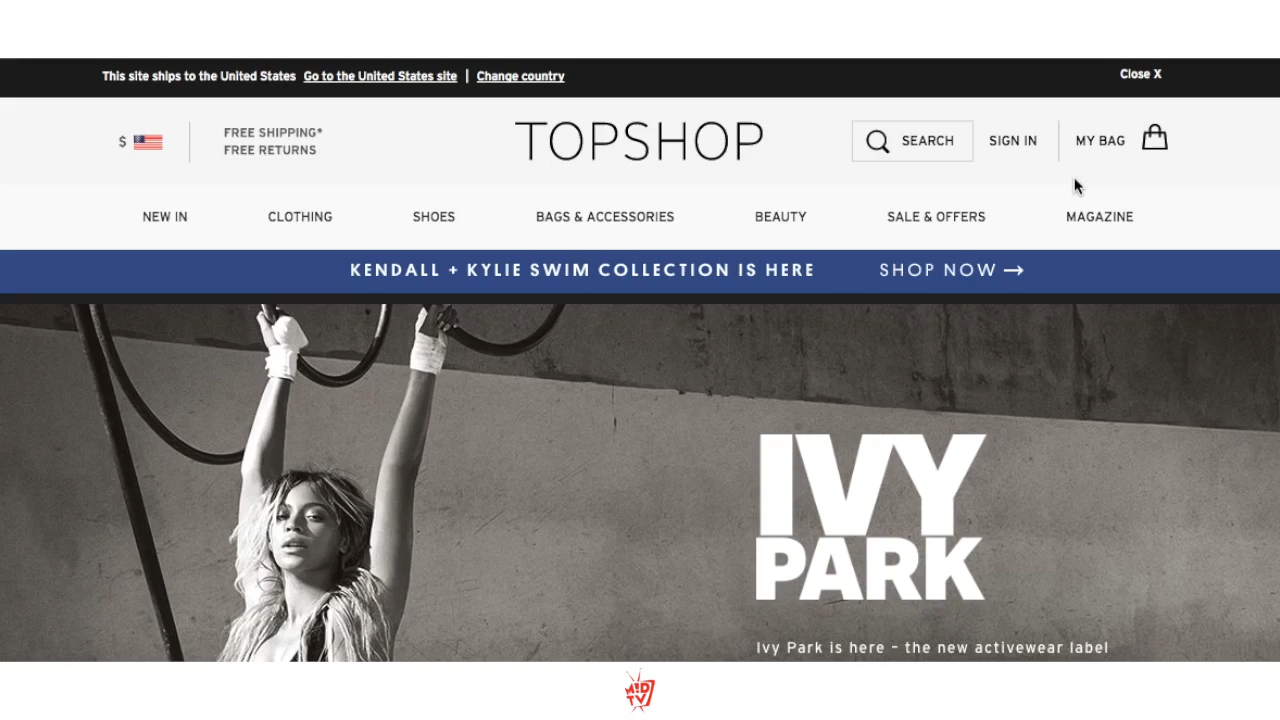 This site ships to the United States Go to the United States site | Change country
Close X
$
FREE SHIPPING*
FREE RETURNS
TOPSHOP
SEARCH
SIGN IN
MY BAG
NEW IN
CLOTHING
SHOES
BAGS & ACCESSORIES
BEAUTY
SALE & OFFERS
MAGAZINE
KENDALL + KYLIE SWIM COLLECTION IS HERE
SHOP NOW →
IVY
PARK
Ivy Park is here – the new activewear label
M!D
TV